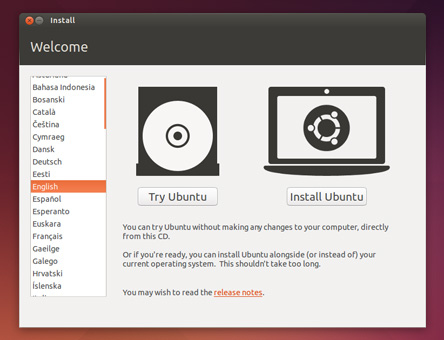 Install
Welcome
Bahasa Indonesia
Bosanski
Català
Čeština
Cymraeg
Dansk
Deutsch
Eesti
English
Español
Esperanto
Euskara
Français
Gaeilge
Galego
Hrvatski
Íslenska
Try Ubuntu
Install Ubuntu
You can try Ubuntu without making any changes to your computer, directly
from this CD.
Or if you're ready, you can install Ubuntu alongside (or instead of) your
current operating system. This shouldn't take too long.
You may wish to read the release notes.